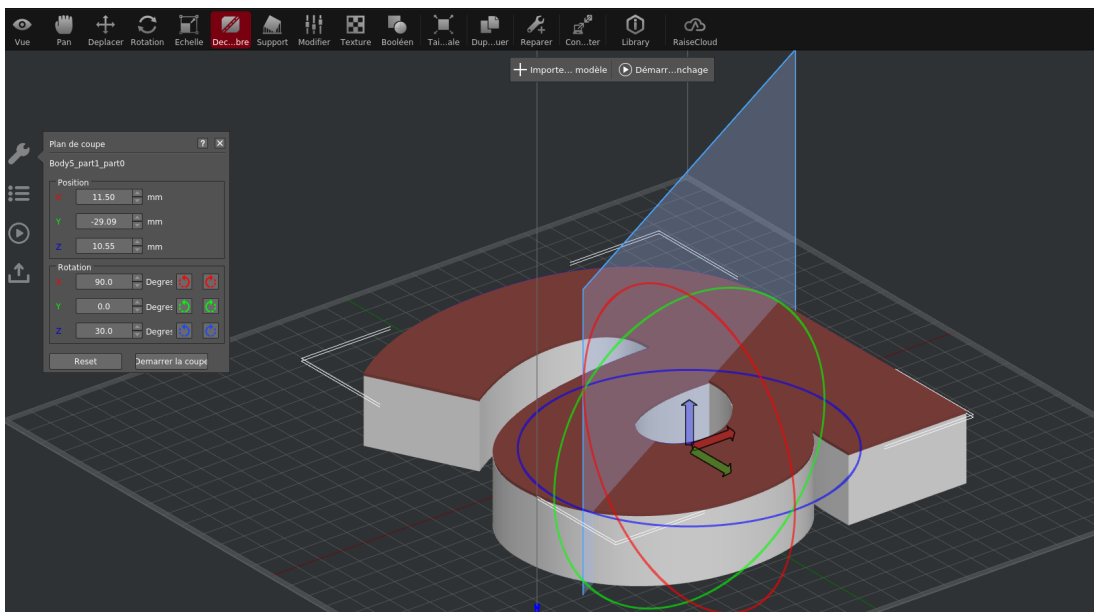 Vue Pan Deplacer Rotation Echelle Dec...bre Support Modifier Texture Booléen Tai...ale Dup...uer Reparer Con...ter Library RaiseCloud
Importe... modèle Démarr...nchage
Plan de coupe ? ×
Body5_part1_part0
Position
X 11.50 mm
Y -29.09 mm
Z 10.55 mm
Rotation
X 90.0 Degres
Y 0.0 Degres
Z 30.0 Degres
Reset Demarrer la coupe